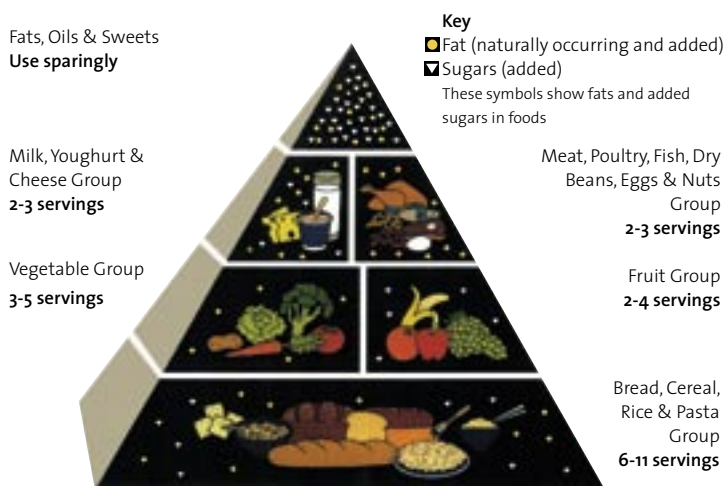 Fats, Oils & Sweets
Use sparingly
Key
Fat (naturally occurring and added)
Sugars (added)
These symbols show fats and added
sugars in foods
Milk, Youghurt &
Cheese Group
2-3 servings
Meat, Poultry, Fish, Dry
Beans, Eggs & Nuts
Group
2-3 servings
Vegetable Group
3-5 servings
Fruit Group
2-4 servings
Bread, Cereal,
Rice & Pasta
Group
6-11 servings